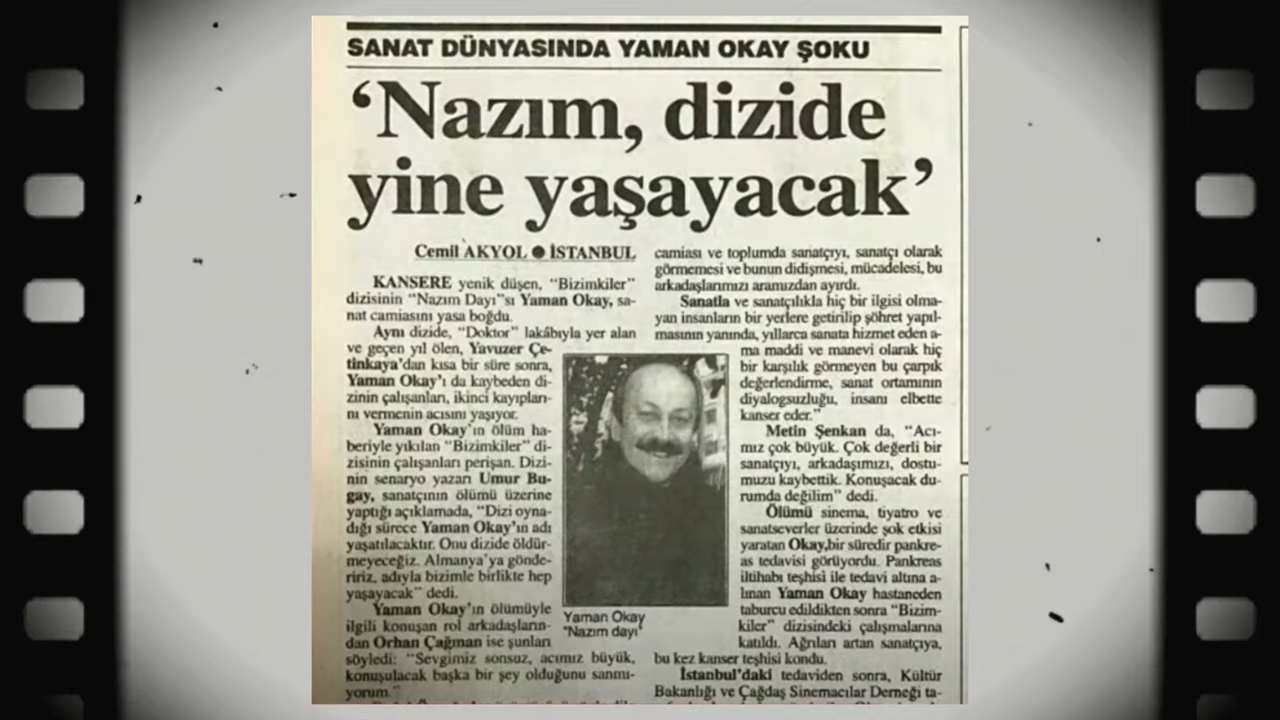 SANAT DÜNYASINDA YAMAN OKAY ŞOKU
‘Nazım, dizide
yine yaşayacak’
Cemil AKYOL ● İSTANBUL
KANSERE yenik düşen, “Bizimkiler”
dizisinin “Nazım Dayı”sı Yaman Okay, sa-
nat camiasını yasa boğdu.
Aynı dizide, “Doktor” lakâbıyla yer alan
ve geçen yıl ölen, Yavuzer Çe-
tinkaya’dan kısa bir süre sonra,
Yaman Okay’ı da kaybeden di-
zinin çalışanları, ikinci kayıpları-
nı vermenin acısını yaşıyor.
Yaman Okay’ın ölüm ha-
beriyle yıkılan “Bizimkiler” di-
zisinin çalışanları perişan. Dizi-
nin senaryo yazarı Umur Bu-
gay, sanatçının ölümü üzerine
yaptığı açıklamada, “Dizi oyna-
dığı sürece Yaman Okay’ın adı
yaşatılacaktır. Onu dizide öldür-
meyeceğiz. Almanya’ya gönde-
ririz, adıyla bizimle birlikte hep
yaşayacak” dedi.
Yaman Okay’ın ölümüyle
ilgili konuşan rol arkadaşların-
dan Orhan Çağman ise şunları
söyledi: “Sevgimiz sonsuz, acımız büyük,
konuşulacak başka bir şey olduğunu sanmı-
yorum.”
Yaman Okay
“Nazım dayı”
camiası ve toplumda sanatçıyı, sanatçı olarak
görmemesi ve bunun didişmesi, mücadelesi, bu
arkadaşlarımızı aramızdan ayırdı.
Sanatla ve sanatçılıkla hiç bir ilgisi olma-
yan insanların bir yerlere getirilip şöhret yapıl-
masının yanında, yıllarca sanata hizmet eden a-
ma maddi ve manevi olarak hiç
bir karşılık görmeyen bu çarpık
değerlendirme, sanat ortamının
diyalogsuzluğu, insanı elbette
kanser eder.”
Metin Şenkan da, “Acı-
mız çok büyük. Çok değerli bir
sanatçıyı, arkadaşımızı, dostu-
muzu kaybettik. Konuşacak du-
rumda değilim” dedi.
Ölümü sinema, tiyatro ve
sanatseverler üzerinde şok etkisi
yaratan Okay,bir süredir pankre-
as tedavisi görüyordu. Pankreas
iltihabı teşhisi ile tedavi altına a-
lınan Yaman Okay hastaneden
taburcu edildikten sonra “Bizim-
kiler” dizisindeki çalışmalarına
katıldı. Ağrıları artan sanatçıya,
bu kez kanser teşhisi kondu.
İstanbul’daki tedaviden sonra, Kültür
Bakanlığı ve Çağdaş Sinemacılar Derneği ta-